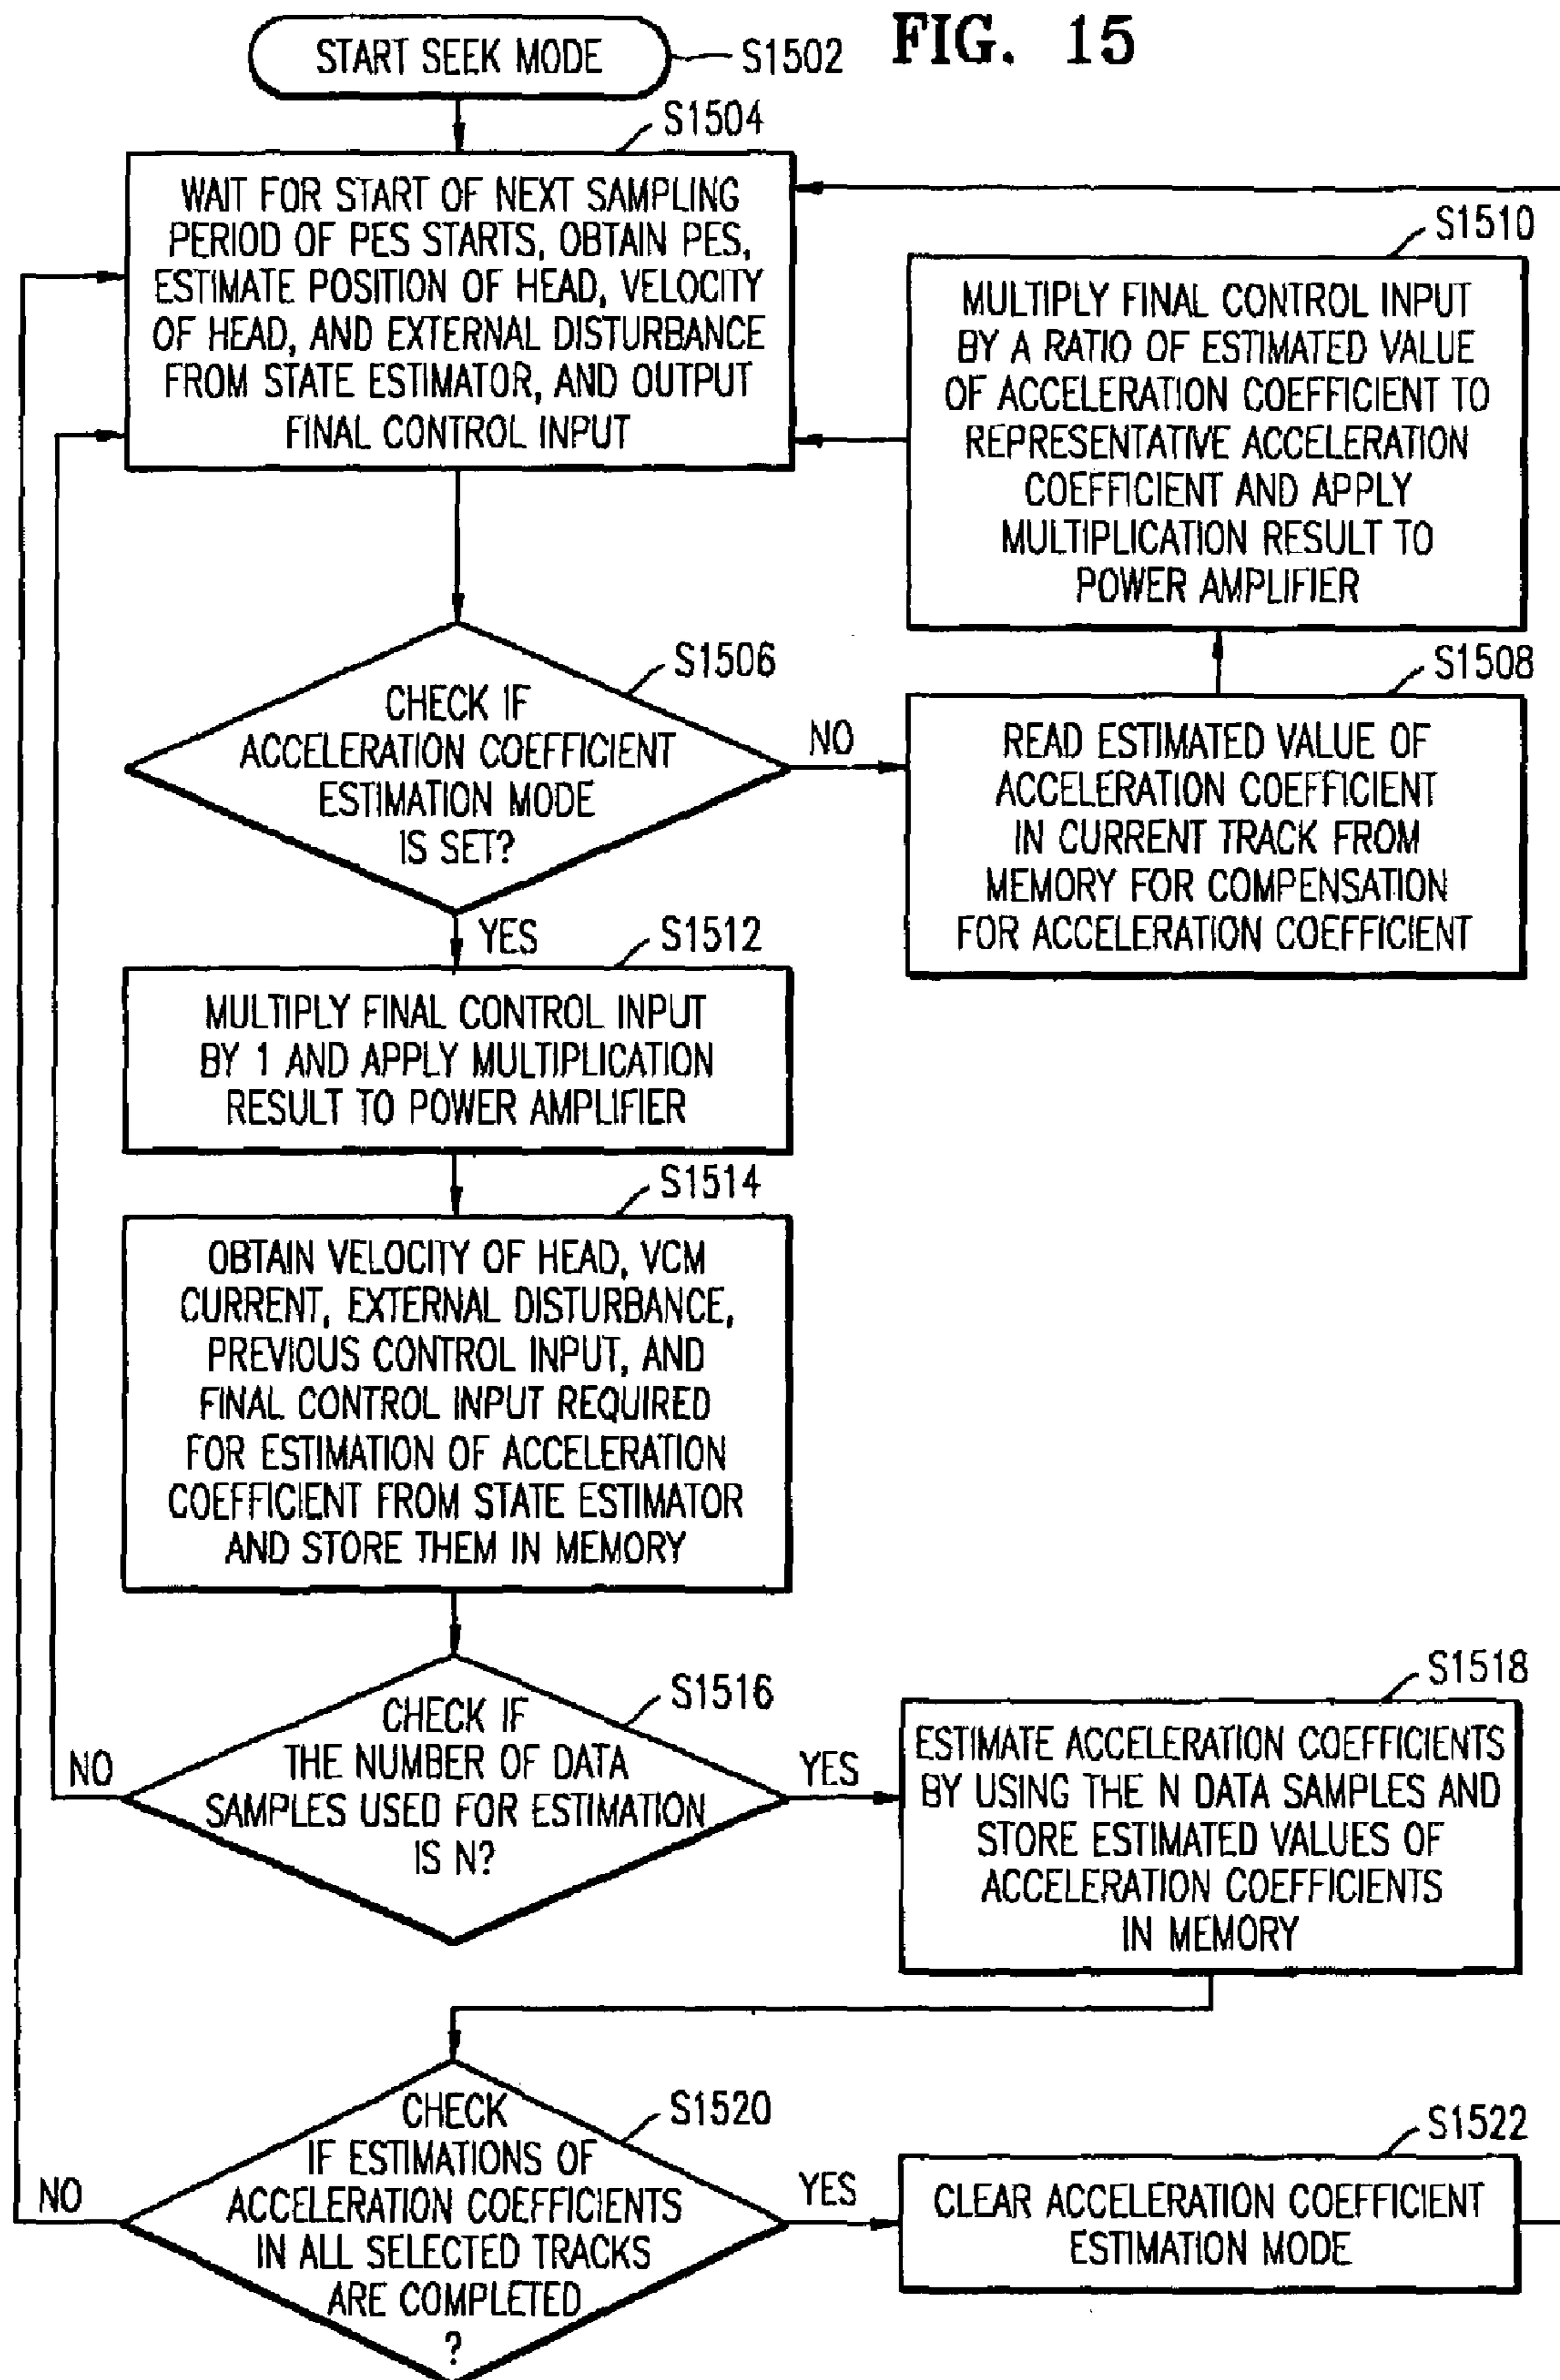 FIG. 15
START SEEK MODE
S1502
S1504
WAIT FOR START OF NEXT SAMPLING
PERIOD OF PES STARTS, OBTAIN PES,
ESTIMATE POSITION OF HEAD, VELOCITY
OF HEAD, AND EXTERNAL DISTURBANCE
FROM STATE ESTIMATOR, AND OUTPUT
FINAL CONTROL INPUT
S1510
MULTIPLY FINAL CONTROL INPUT
BY A RATIO OF ESTIMATED VALUE
OF ACCELERATION COEFFICIENT TO
REPRESENTATIVE ACCELERATION
COEFFICIENT AND APPLY
MULTIPLICATION RESULT TO
POWER AMPLIFIER
S1506
CHECK IF
ACCELERATION COEFFICIENT
ESTIMATION MODE
IS SET?
NO
S1508
READ ESTIMATED VALUE OF
ACCELERATION COEFFICIENT
IN CURRENT TRACK FROM
MEMORY FOR COMPENSATION
FOR ACCELERATION COEFFICIENT
YES
S1512
MULTIPLY FINAL CONTROL INPUT
BY 1 AND APPLY MULTIPLICATION
RESULT TO POWER AMPLIFIER
S1514
OBTAIN VELOCITY OF HEAD, VCM
CURRENT, EXTERNAL DISTURBANCE,
PREVIOUS CONTROL INPUT, AND
FINAL CONTROL INPUT REQUIRED
FOR ESTIMATION OF ACCELERATION
COEFFICIENT FROM STATE ESTIMATOR
AND STORE THEM IN MEMORY
S1516
CHECK IF
THE NUMBER OF DATA
SAMPLES USED FOR ESTIMATION
IS N?
NO
YES
S1518
ESTIMATE ACCELERATION COEFFICIENTS
BY USING THE N DATA SAMPLES AND
STORE ESTIMATED VALUES OF
ACCELERATION COEFFICIENTS
IN MEMORY
S1520
CHECK
IF ESTIMATIONS OF
ACCELERATION COEFFICIENTS
IN ALL SELECTED TRACKS
ARE COMPLETED
?
NO
YES
S1522
CLEAR ACCELERATION COEFFICIENT
ESTIMATION MODE